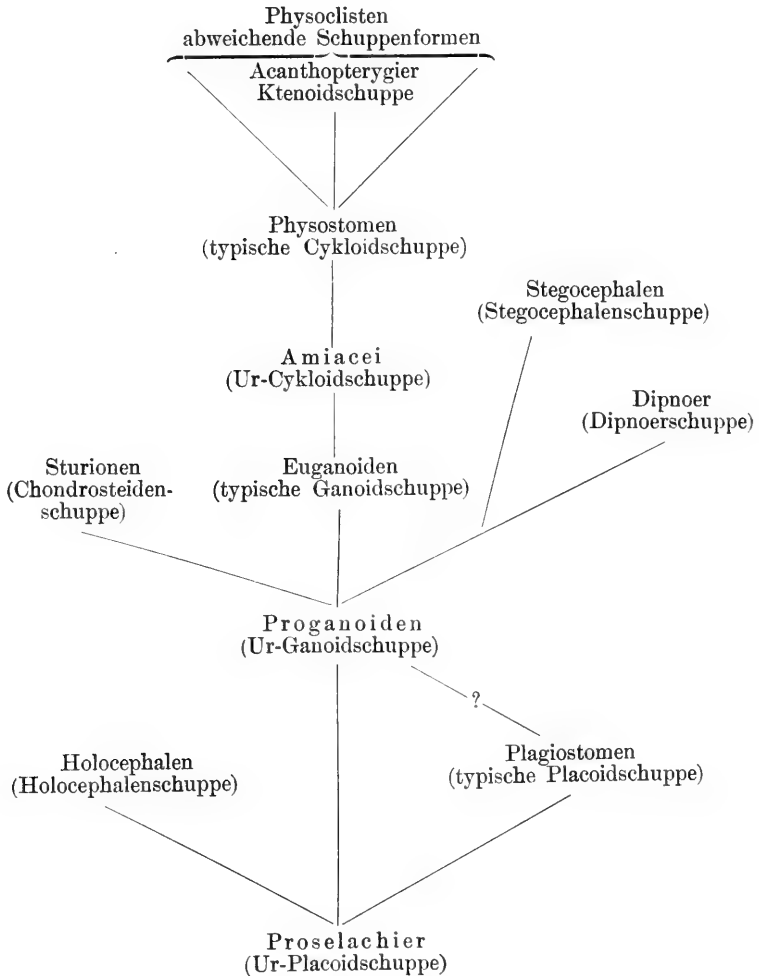 Physoclisten
abweichende Schuppenformen
Acanthopterygier
Ktenoidschuppe
Physostomen
(typische Cykloidschuppe)
Stegocephalen
(Stegocephalenschuppe)
Amiacei
(Ur-Cykloidschuppe)
Dipnoer
(Dipnoerschuppe)
Sturionen
(Chondrosteiden-
schuppe)
Euganoiden
(typische Ganoidschuppe)
Proganoiden
(Ur-Ganoidschuppe)
?
Plagiostomen
(typische Placoidschuppe)
Holocephalen
(Holocephalenschuppe)
Proselachier
(Ur-Placoidschuppe)